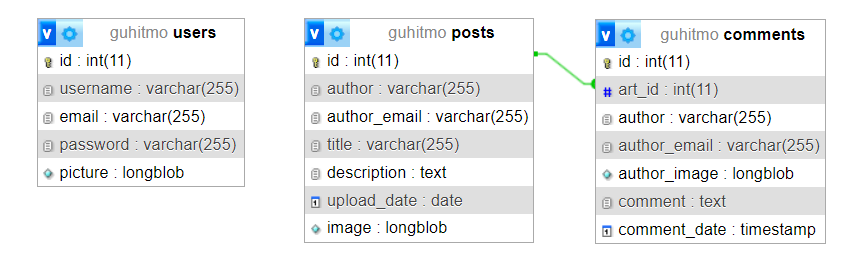 v guhitmo users
id : int(11)
username : varchar(255)
email : varchar(255)
password : varchar(255)
picture : longblob
v guhitmo posts
id : int(11)
author : varchar(255)
author_email : varchar(255)
title : varchar(255)
description : text
upload_date : date
image : longblob
v guhitmo comments
id : int(11)
# art_id : int(11)
author : varchar(255)
author_email : varchar(255)
author_image : longblob
comment : text
comment_date : timestamp